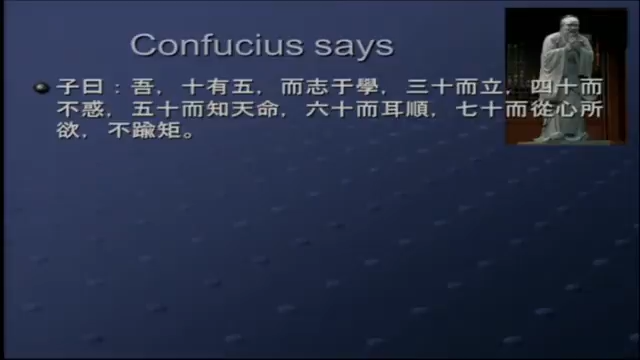 Confucius says
子曰：吾，十有五，而志于學，三十而立，四十而
不惑，五十而知天命，六十而耳順，七十而從心所
欲，不踰矩。